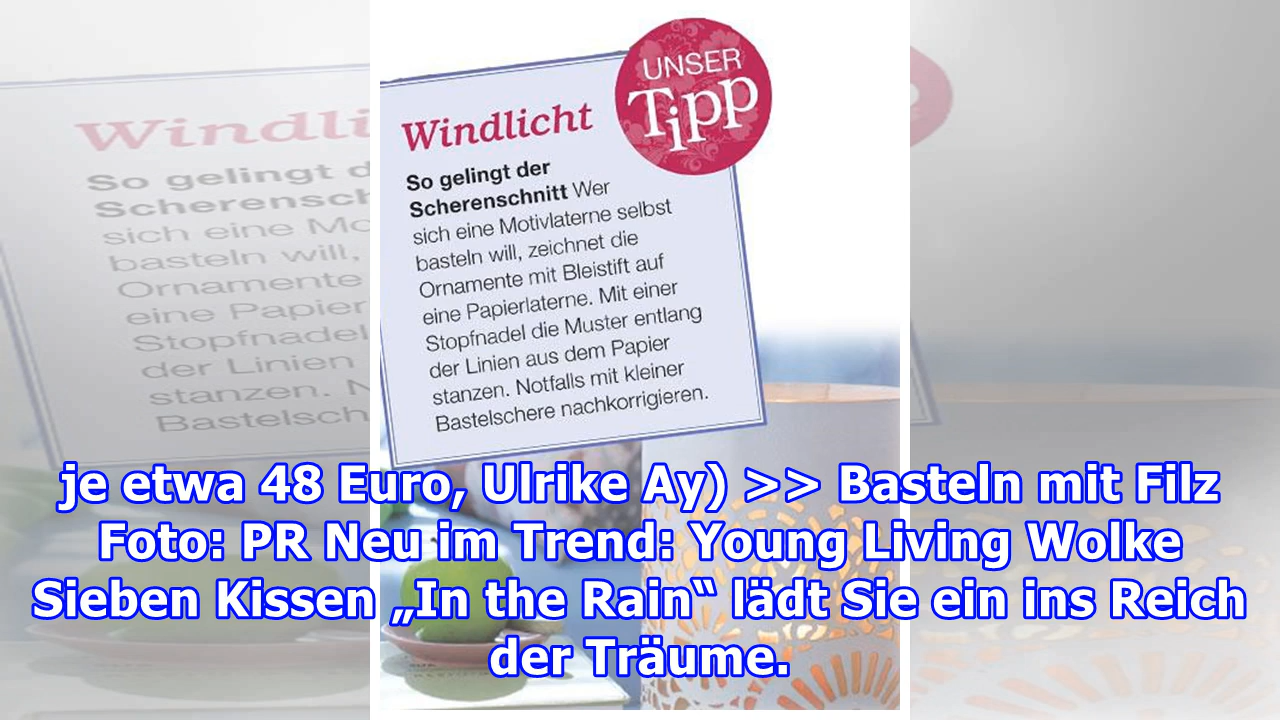 UNSER
Tipp
Windlicht
So gelingt der
Scherenschnitt Wer
sich eine Motivlaterne selbst
basteln will, zeichnet die
Ornamente mit Bleistift auf
eine Papierlaterne. Mit einer
Stopfnadel die Muster entlang
der Linien aus dem Papier
stanzen. Notfalls mit kleiner
Bastelschere nachkorrigieren.
je etwa 48 Euro, Ulrike Ay) >> Basteln mit Filz
Foto: PR Neu im Trend: Young Living Wolke
Sieben Kissen „In the Rain“ lädt Sie ein ins Reich
der Träume.